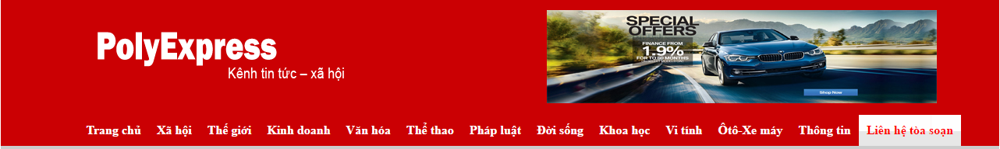 PolyExpress
Kênh tin tức – xã hội
SPECIAL
OFFERS
FINANCE FROM
1.9%
FOR TO 60 MONTHS
Shop Now
Trang chủ Xã hội Thế giới Kinh doanh Văn hóa Thể thao Pháp luật Đời sống Khoa học Vi tính Ôtô-Xe máy Thông tin Liên hệ tòa soạn